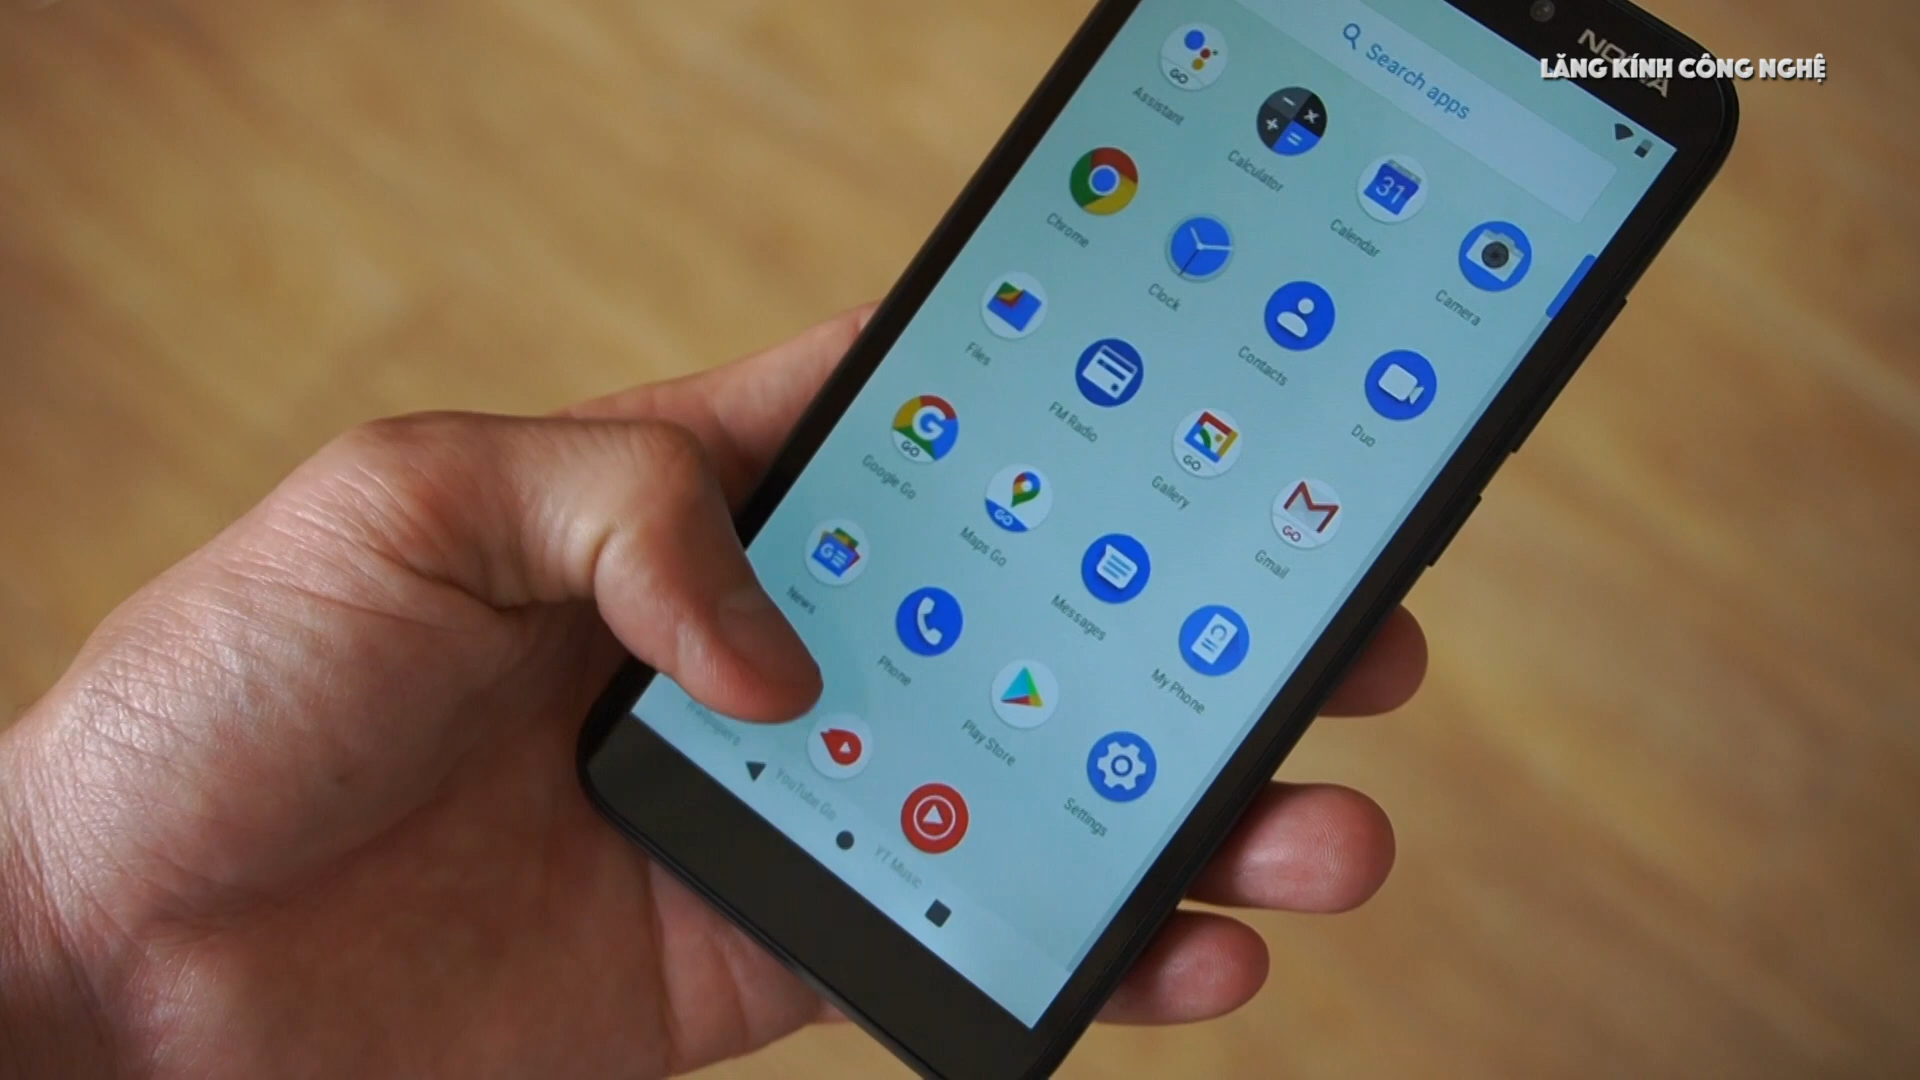 LĂNG KÍNH CÔNG NGHỆ
Search apps
GO
Assistant
Calculator
31
Calendar
Camera
Chrome
Clock
Contacts
Duo
Files
FM Radio
GO
Gallery
GO
Gmail
G
GO
Google Go
GO
Maps Go
Messages
My Phone
G
News
Phone
Play Store
Settings
YouTube Go
YT Music